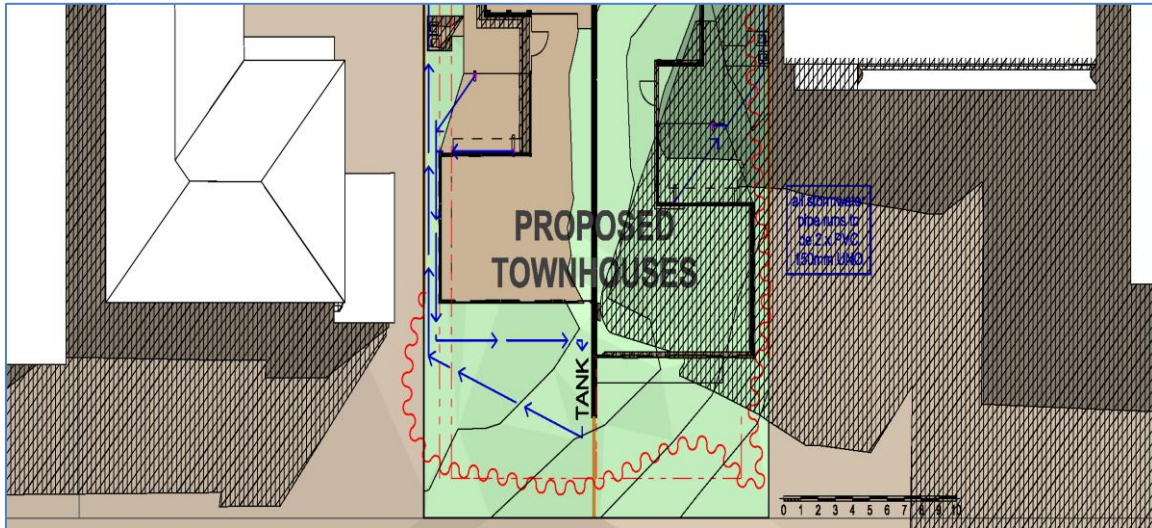 PROPOSED
TOWNHOUSES
all stormwater
pipe runs to
be 2 x PVC
150mm UNO
TANK
0 1 2 3 4 5 6 7 8 9 10